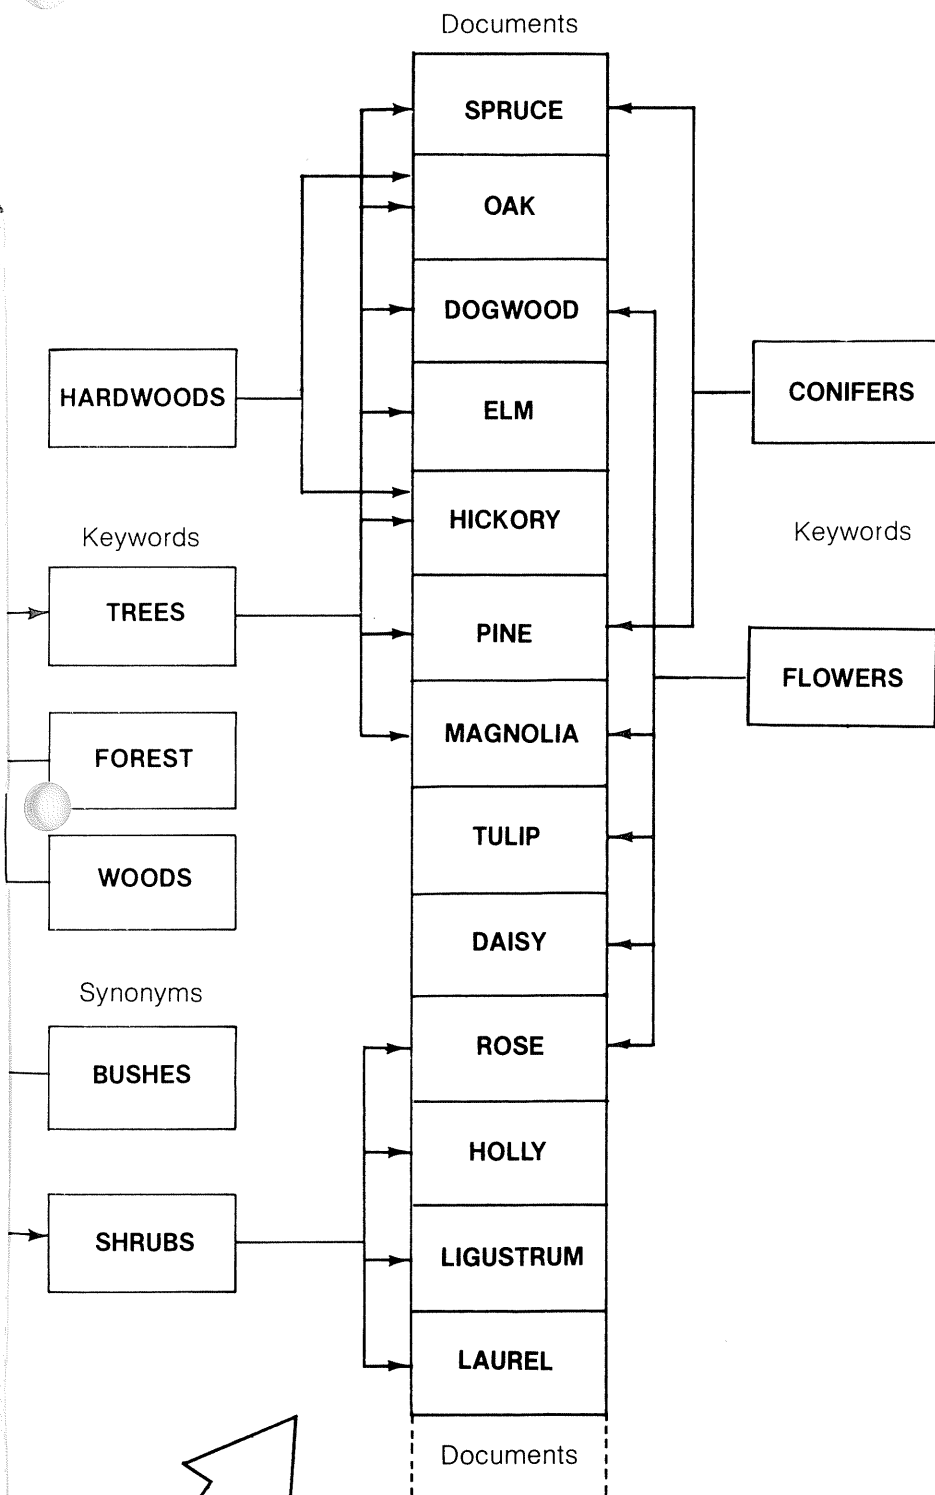 Documents
SPRUCE
OAK
DOGWOOD
ELM
HICKORY
PINE
MAGNOLIA
TULIP
DAISY
ROSE
HOLLY
LIGUSTRUM
LAUREL
Documents
HARDWOODS
Keywords
TREES
FOREST
WOODS
Synonyms
BUSHES
SHRUBS
CONIFERS
Keywords
FLOWERS